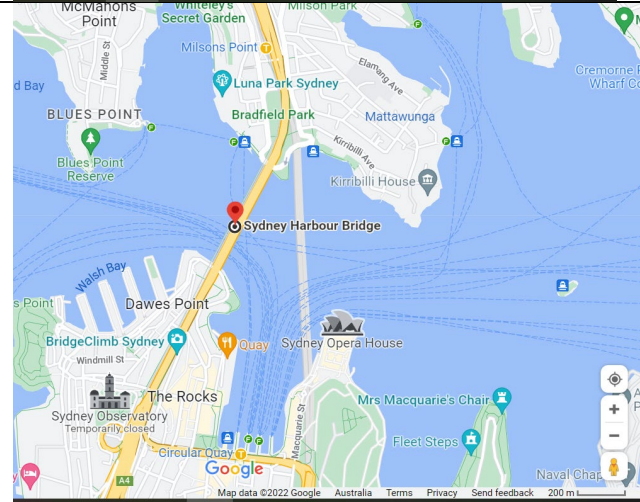 McMahons
Point
Whiteley's
Secret Garden
Milson Park
Middle St
Milsons Point
T
Elamang Ave
Cremorne
Wharf
Luna Park Sydney
d Bay
BLUES POINT
Bradfield Park
Mattawunga
Kirribilli Ave
Blues Point
Reserve
Kirribilli House
Sydney Harbour Bridge
Walsh Bay
s Point
Dawes Point
BridgeClimb Sydney
Quay
Sydney Opera House
Windmill St
The Rocks
Mrs Macquarie's Chair
Sydney Observatory
Temporarily closed
Macquarie St
Fleet Steps
Circular Quay
T
Google
A4
Naval Chap
Map data ©2022 Google Australia Terms Privacy Send feedback 200 m